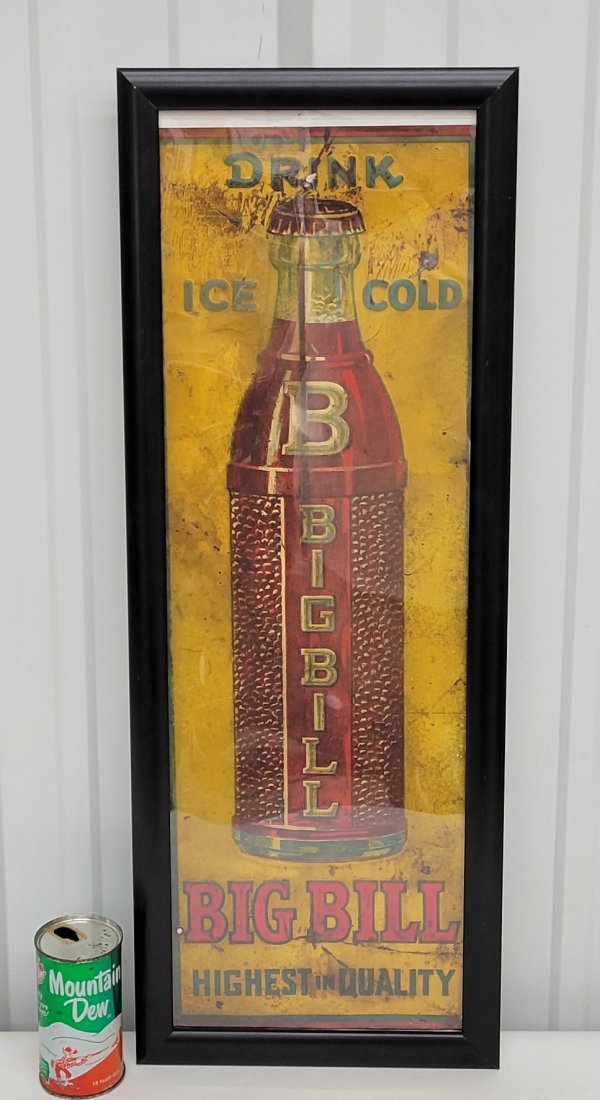 DRINK
ICE COLD
B
BIG BILL
BIG BILL
HIGHEST IN QUALITY
Mountain
Dew